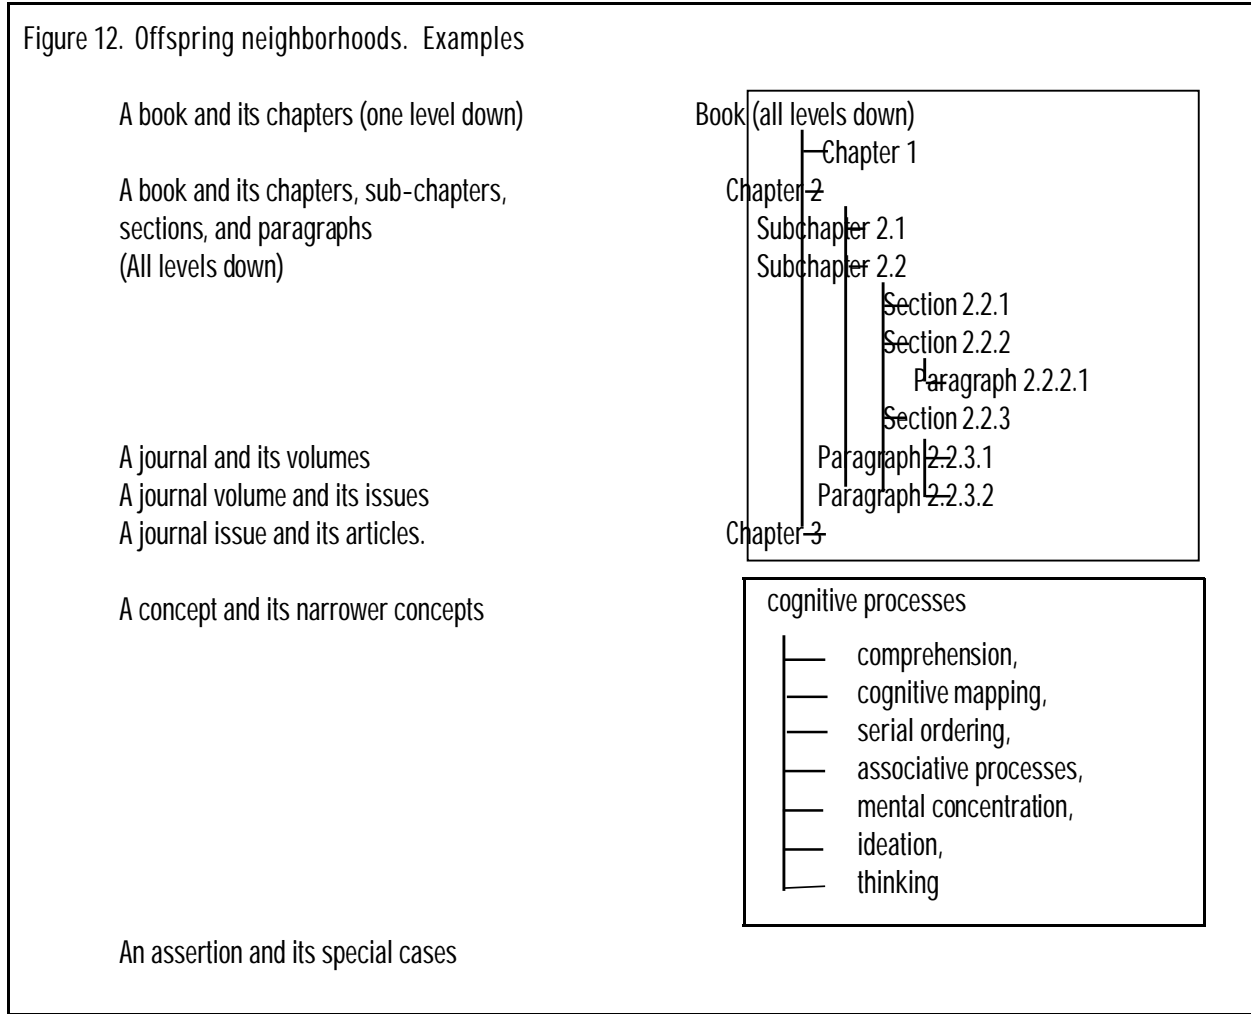 Figure 12. Offspring neighborhoods. Examples
A book and its chapters (one level down)
A book and its chapters, sub-chapters,
sections, and paragraphs
(All levels down)
A journal and its volumes
A journal volume and its issues
A journal issue and its articles.
A concept and its narrower concepts
An assertion and its special cases
Book (all levels down)
Chapter 1
Chapter 2
Subchapter 2.1
Subchapter 2.2
Section 2.2.1
Section 2.2.2
Paragraph 2.2.2.1
Section 2.2.3
Paragraph 2.2.3.1
Paragraph 2.2.3.2
Chapter 3
cognitive processes
comprehension,
cognitive mapping,
serial ordering,
associative processes,
mental concentration,
ideation,
thinking